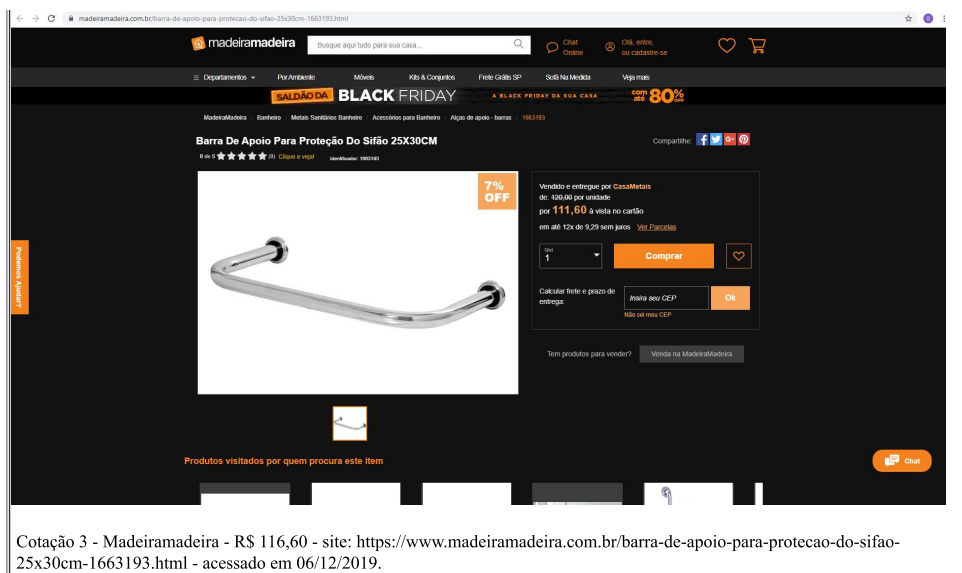 madeiramadeira.com.br/barra-de-apoio-para-protecao-do-sifao-25x30cm-1663193.html
madeiramadeira
Busque aqui tudo para sua casa...
Chat
Online
Olá, entre,
ou cadastre-se
Departamentos
Por Ambiente
Móveis
Kits & Conjuntos
Frete Grátis SP
Sofá Na Medida
Veja mais
SALDÃO DA BLACK FRIDAY
A BLACK FRIDAY DA SUA CASA
com até 80% OFF
MadeiraMadeira / Banheiro / Metais Sanitários Banheiro / Acessórios para Banheiro / Alças de apoio - barras / 1663193
Barra De Apoio Para Proteção Do Sifão 25X30CM
0 de 5 (0) Clique e veja! Identificador: 1663193
Compartilhe:
7%
OFF
Vendido e entregue por CasaMetais
de: 120,00 por unidade
por 111,60 à vista no cartão
em até 12x de 9,29 sem juros Ver Parcelas
Qtd
1
Comprar
Calcular frete e prazo de
entrega:
Insira seu CEP
Ok
Não sei meu CEP
Tem produtos para vender?
Venda na MadeiraMadeira
Podemos Ajudar?
Produtos visitados por quem procura este item
Chat
Cotação 3 - Madeiramadeira - R$ 116,60 - site: https://www.madeiramadeira.com.br/barra-de-apoio-para-protecao-do-sifao-
25x30cm-1663193.html - acessado em 06/12/2019.